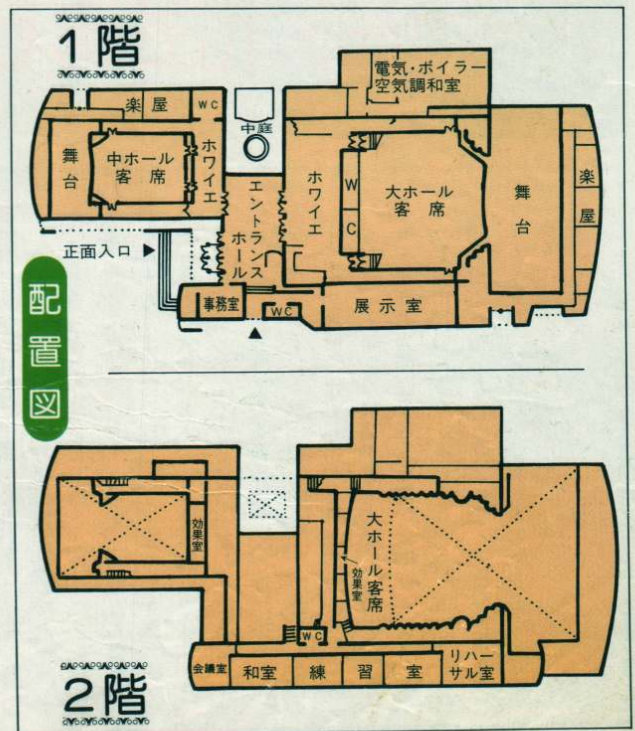 1階
電気・ボイラー
空気調和室
楽屋
WC
中庭
舞台
中ホール
客席
ホワイエ
エントランス
ホール
ホワイエ
WC
大ホール
客席
舞台
楽屋
正面入口
事務室
WC
展示室
配置図
効果室
大ホール客席
効果室
WC
会議室
和室
練習室
リハー
サル室
2階